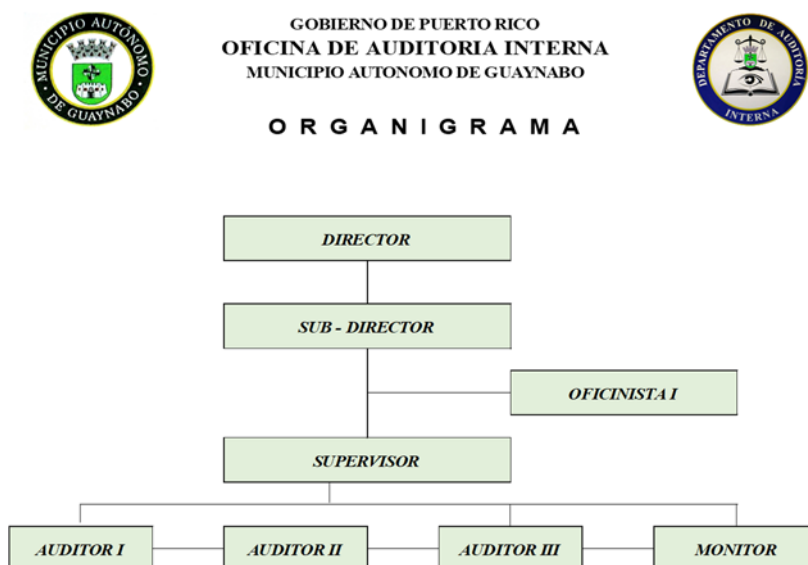 MUNICIPIO AUTÓNOMO
DE GUAYNABO
GOBIERNO DE PUERTO RICO
OFICINA DE AUDITORIA INTERNA
MUNICIPIO AUTONOMO DE GUAYNABO
DEPARTAMENTO DE AUDITORIA
INTERNA
ORGANIGRAMA
DIRECTOR
SUB - DIRECTOR
OFICINISTA I
SUPERVISOR
AUDITOR I
AUDITOR II
AUDITOR III
MONITOR